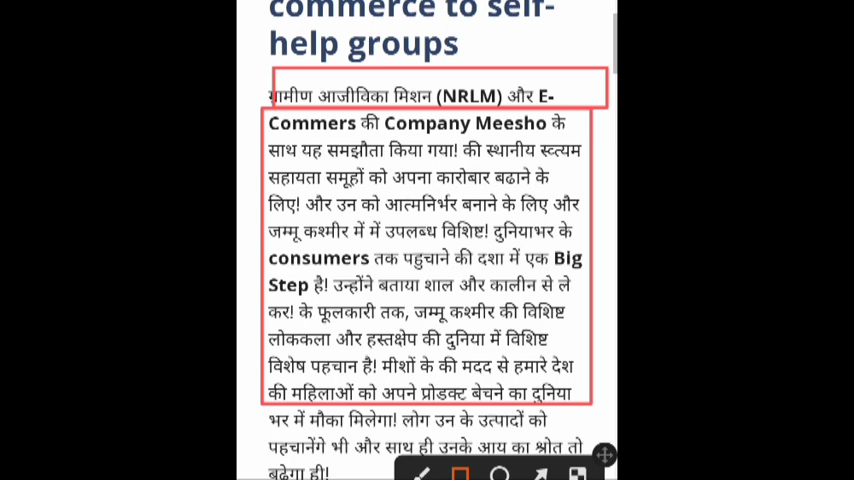 commerce to self-
help groups
ग्रामीण आजीविका मिशन (NRLM) और E-
Commers की Company Meesho के
साथ यह समझौता किया गया! की स्थानीय स्व्त्यम
सहायता समूहों को अपना कारोबार बढाने के
लिए! और उन को आत्मनिर्भर बनाने के लिए और
जम्मू कश्मीर में में उपलब्ध विशिष्ट! दुनियाभर के
consumers तक पहुचाने की दशा में एक Big
Step है! उन्होंने बताया शाल और कालीन से ले
कर! के फूलकारी तक, जम्मू कश्मीर की विशिष्ट
लोककला और हस्तक्षेप की दुनिया में विशिष्ट
विशेष पहचान है! मीशों के की मदद से हमारे देश
की महिलाओं को अपने प्रोडक्ट बेचने का दुनिया
भर में मौका मिलेगा! लोग उन के उत्पादों को
पहचानेंगे भी और साथ ही उनके आय का श्रोत तो
बढेगा ही!